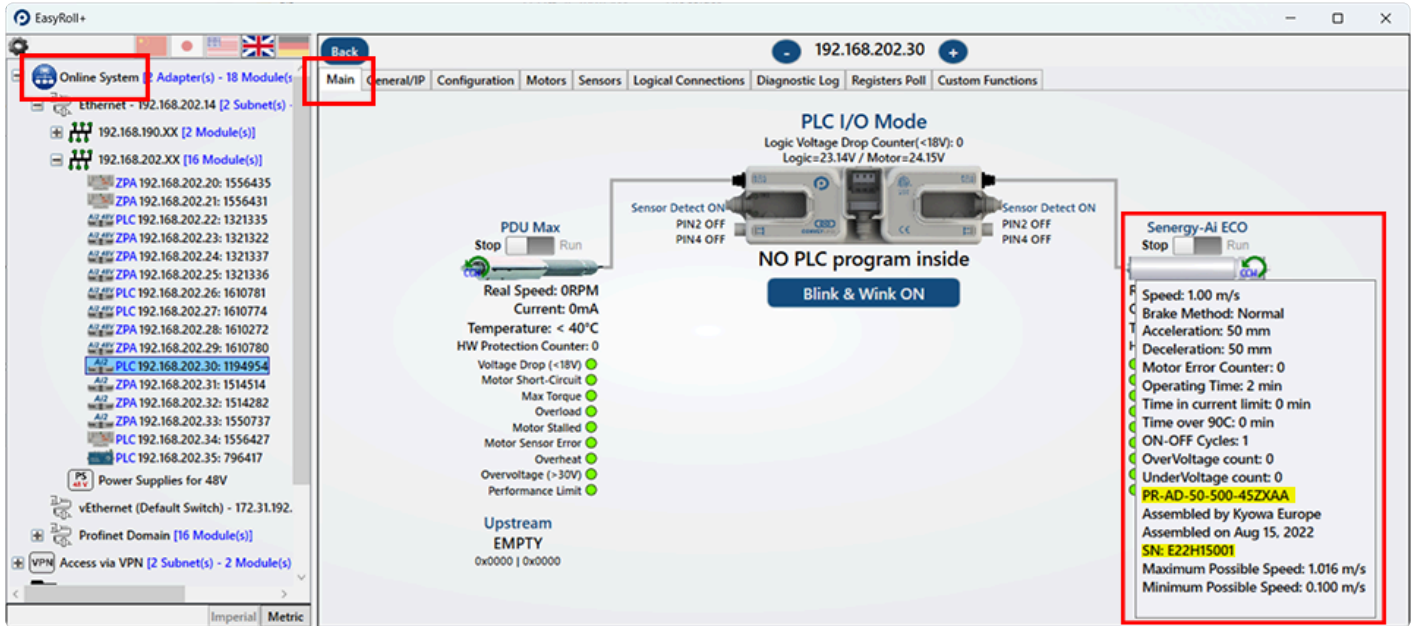 EasyRoll+
Back
- 192.168.202.30 +
Online System [2 Adapter(s) - 18 Module(s
Main General/IP Configuration Motors Sensors Logical Connections Diagnostic Log Registers Poll Custom Functions
Ethernet - 192.168.202.14 [2 Subnet(s) -
192.168.190.XX [2 Module(s)]
192.168.202.XX [16 Module(s)]
ZPA 192.168.202.20: 1556435
ZPA 192.168.202.21: 1556431
PLC 192.168.202.22: 1321335
ZPA 192.168.202.23: 1321322
ZPA 192.168.202.24: 1321337
ZPA 192.168.202.25: 1321336
PLC 192.168.202.26: 1610781
PLC 192.168.202.27: 1610774
ZPA 192.168.202.28: 1610272
ZPA 192.168.202.29: 1610780
PLC 192.168.202.30: 1194954
ZPA 192.168.202.31: 1514514
ZPA 192.168.202.32: 1514282
ZPA 192.168.202.33: 1550737
PLC 192.168.202.34: 1556427
PLC 192.168.202.35: 796417
PS 48 V Power Supplies for 48V
vEthernet (Default Switch) - 172.31.192.
Profinet Domain [16 Module(s)]
VPN Access via VPN [2 Subnet(s) - 2 Module(s)
Imperial Metric
PLC I/O Mode
Logic Voltage Drop Counter(<18V): 0
Logic=23.14V / Motor=24.15V
Sensor Detect ON
PIN2 OFF
PIN4 OFF
Sensor Detect ON
PIN2 OFF
PIN4 OFF
NO PLC program inside
Blink & Wink ON
PDU Max
Stop Run
CCW
Real Speed: 0RPM
Current: 0mA
Temperature: < 40°C
HW Protection Counter: 0
Voltage Drop (<18V)
Motor Short-Circuit
Max Torque
Overload
Motor Stalled
Motor Sensor Error
Overheat
Overvoltage (>30V)
Performance Limit
Upstream
EMPTY
0x0000 | 0x0000
Senergy-Ai ECO
Stop Run
CCW
Speed: 1.00 m/s
Brake Method: Normal
Acceleration: 50 mm
Deceleration: 50 mm
Motor Error Counter: 0
Operating Time: 2 min
Time in current limit: 0 min
Time over 90C: 0 min
ON-OFF Cycles: 1
OverVoltage count: 0
UnderVoltage count: 0
PR-AD-50-500-45ZXAA
Assembled by Kyowa Europe
Assembled on Aug 15, 2022
SN: E22H15001
Maximum Possible Speed: 1.016 m/s
Minimum Possible Speed: 0.100 m/s